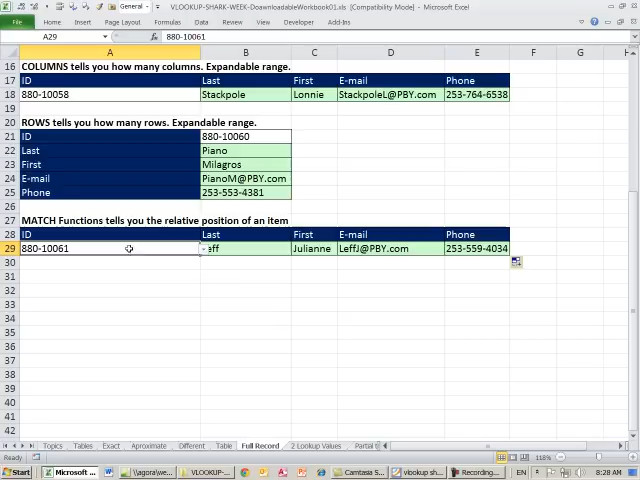 VLOOKUP-SHARK-WEEK-DoawnloadableWorkbook01.xls [Compatibility Mode] - Microsoft Excel
General
File Home Insert Page Layout Formulas Data Review View Developer Add-Ins
A29 fx 880-10061
A B C D E F G H
16 COLUMNS tells you how many columns. Expandable range.
17 ID Last First E-mail Phone
18 880-10058 Stackpole Lonnie StackpoleL@PBY.com 253-764-6538
19
20 ROWS tells you how many rows. Expandable range.
21 ID 880-10060
22 Last Piano
23 First Milagros
24 E-mail PianoM@PBY.com
25 Phone 253-553-4381
26
27 MATCH Functions tells you the relative position of an item
28 ID Last First E-mail Phone
29 880-10061 eff Julianne LeffJ@PBY.com 253-559-4034
30
31
32
33
34
35
36
37
38
39
40
41
42
Topics Tables Exact Aproximate Different Table Full Record 2 Lookup Values Partial t
Ready 118%
Start Microsoft ... \\agora\we... VLOOKUP-... Camtasia S... vlookup sh... Recording... EN 8:28 AM